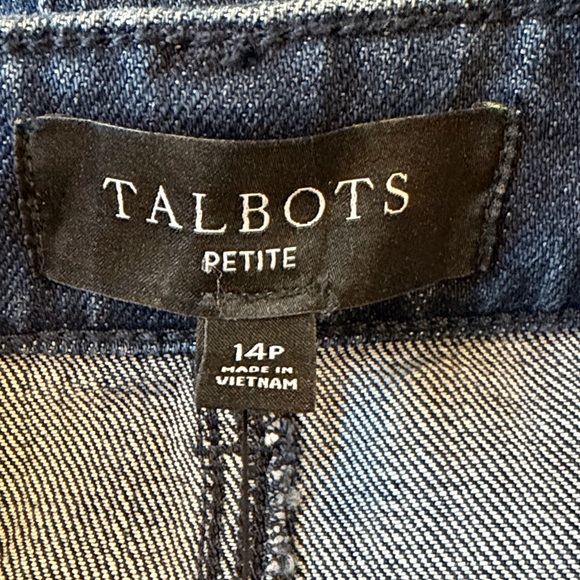 TALBOTS
PETITE
14P
MADE IN
VIETNAM